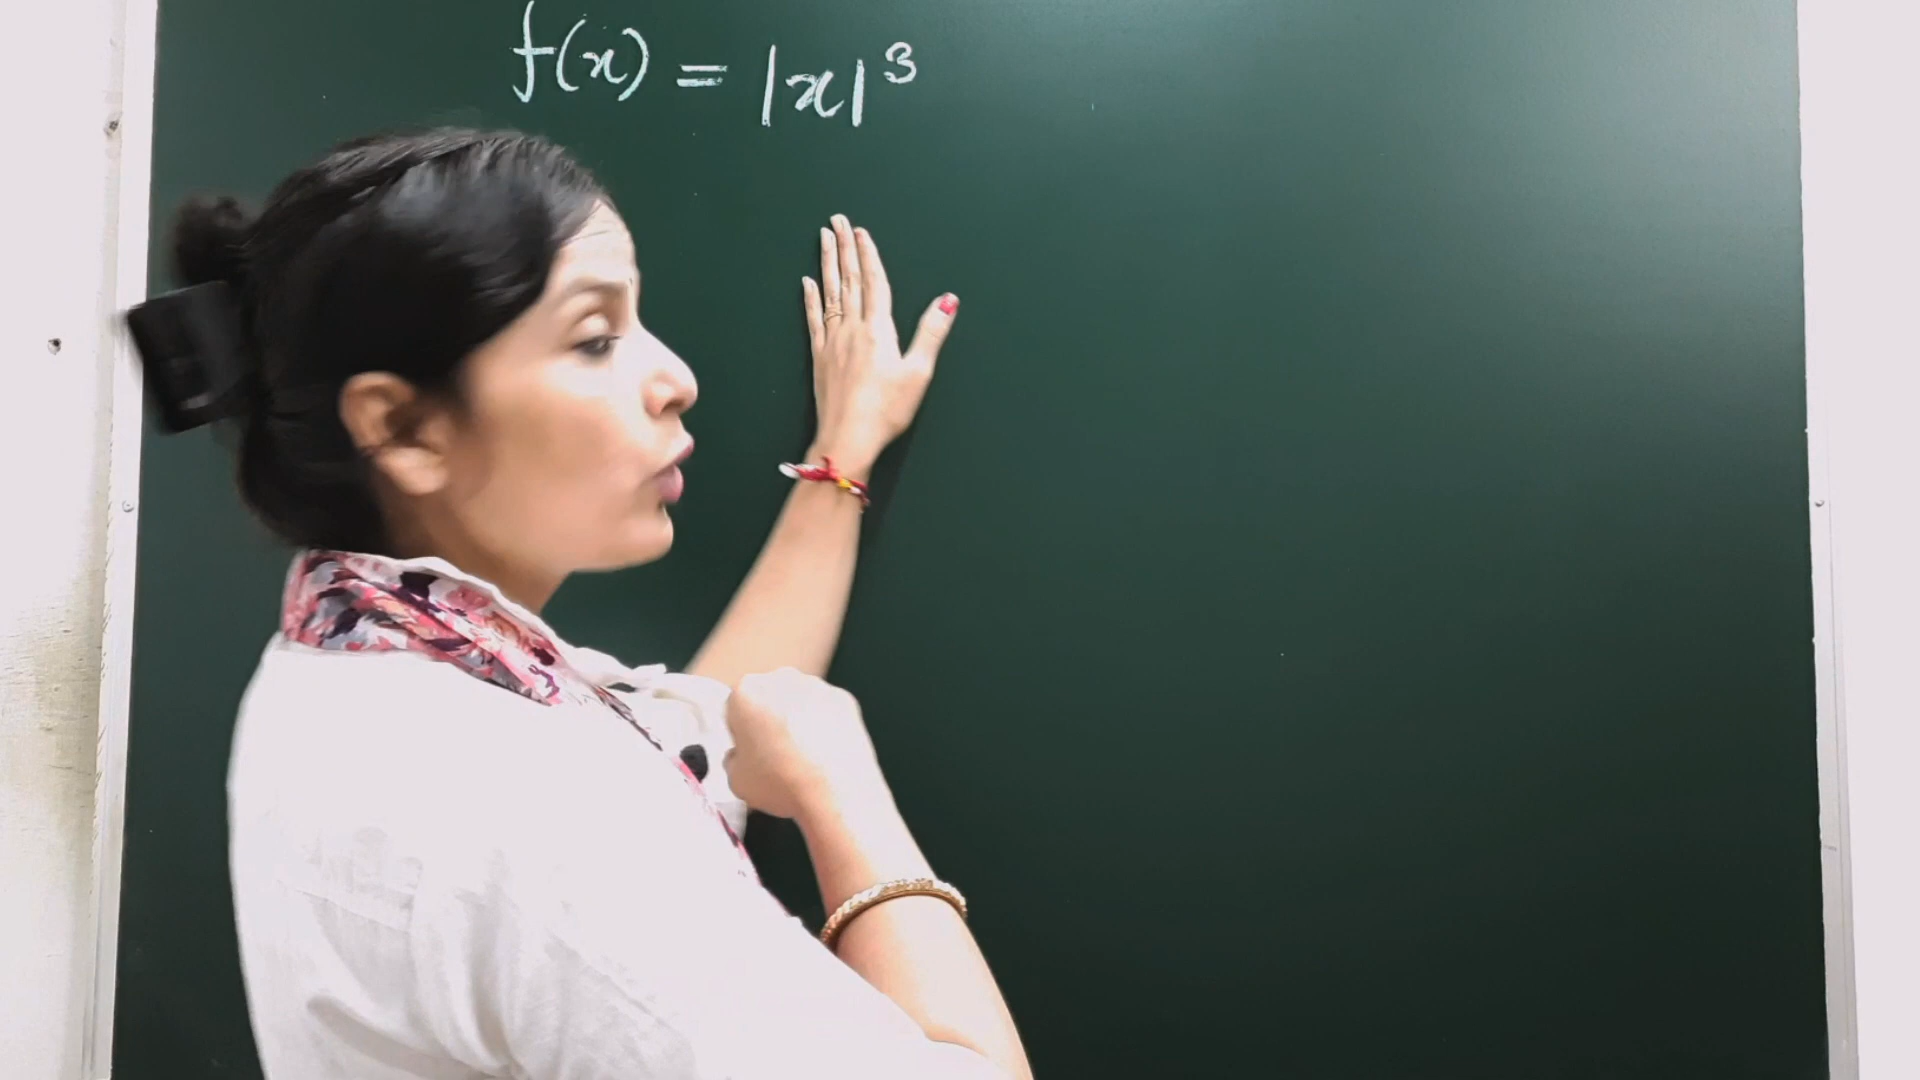 f(x) = |x|³